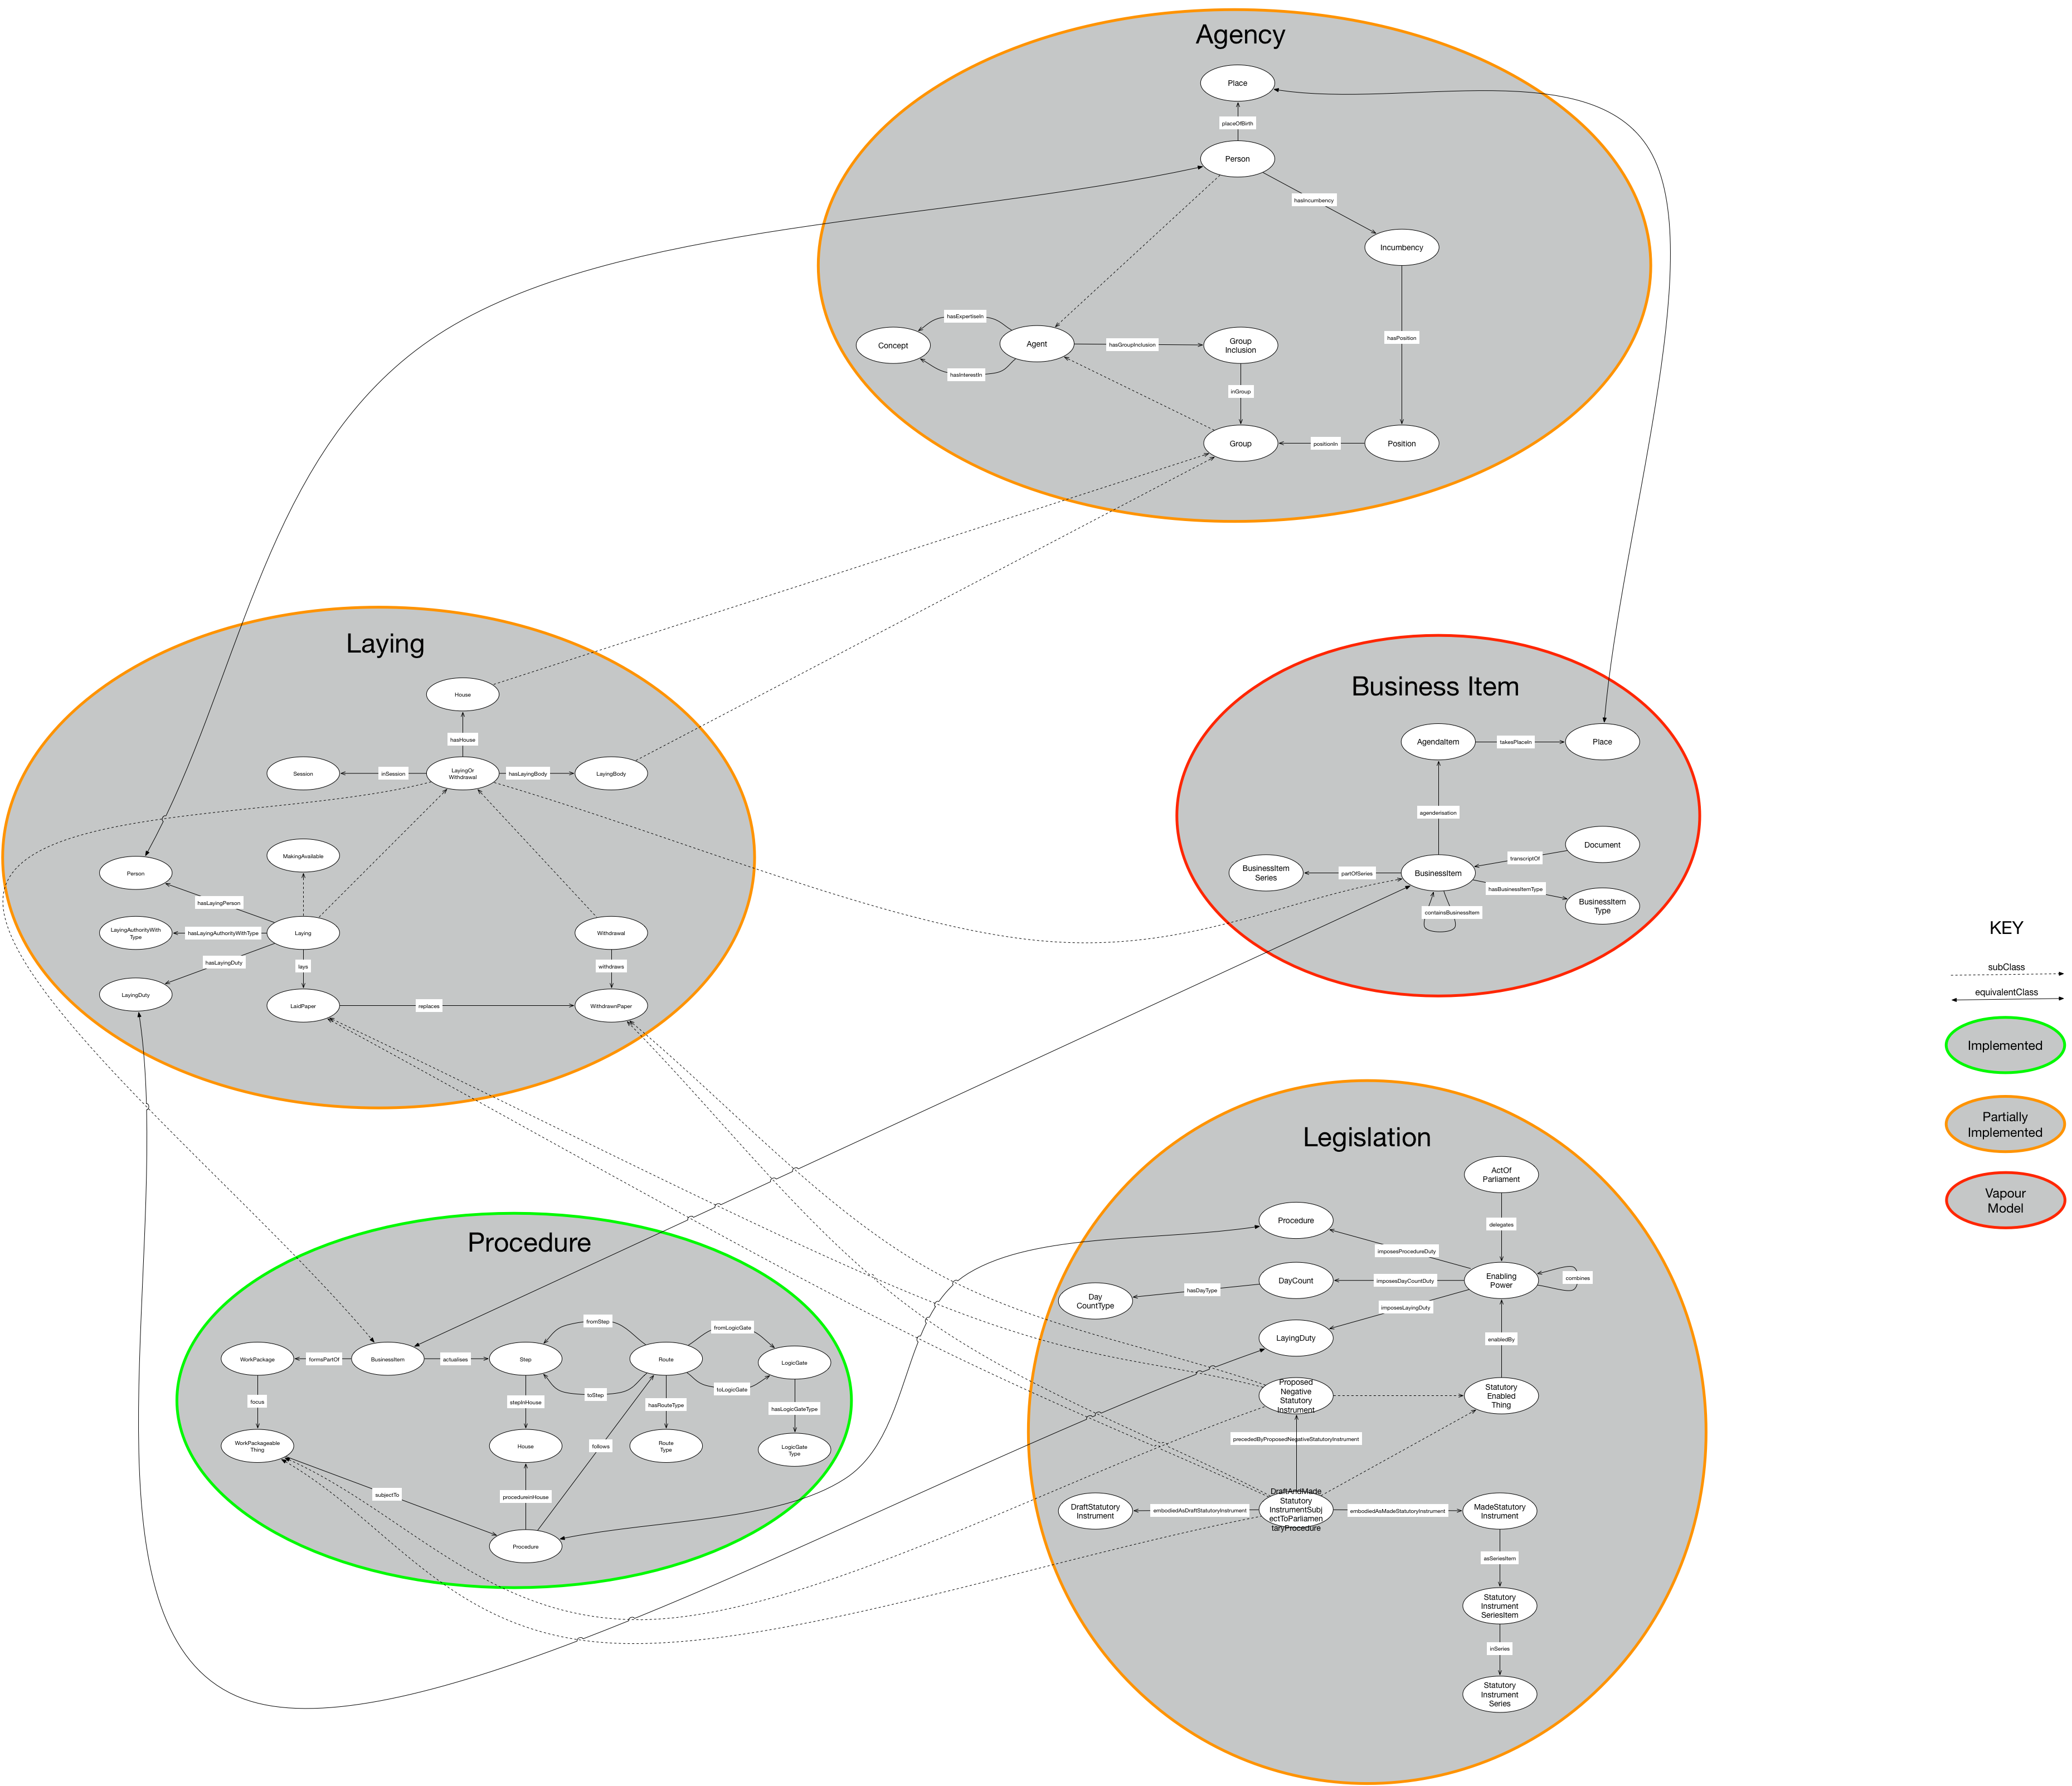 Agency
Place
placeOfBirth
Person
hasIncumbency
Incumbency
hasExpertiseIn
Concept
Agent
hasGroupInclusion
Group
Inclusion
hasPosition
hasInterestIn
inGroup
Group
positionIn
Position
Laying
House
hasHouse
Session
inSession
LayingOr
Withdrawal
hasLayingBody
LayingBody
MakingAvailable
Person
hasLayingPerson
LayingAuthorityWith
Type
hasLayingAuthorityWithType
Laying
Withdrawal
hasLayingDuty
lays
withdraws
LayingDuty
LaidPaper
replaces
WithdrawnPaper
Business Item
AgendaItem
takesPlaceIn
Place
agenderisation
Document
transcriptOf
BusinessItem
Series
partOfSeries
BusinessItem
hasBusinessItemType
BusinessItem
Type
containsBusinessItem
KEY
subClass
equivalentClass
Implemented
Partially
Implemented
Vapour
Model
Procedure
fromStep
fromLogicGate
WorkPackage
formsPartOf
BusinessItem
actualises
Step
Route
LogicGate
toStep
toLogicGate
focus
stepInHouse
hasRouteType
hasLogicGateType
WorkPackageable
Thing
House
follows
Route
Type
LogicGate
Type
subjectTo
procedureinHouse
Procedure
Legislation
ActOf
Parliament
Procedure
delegates
imposesProcedureDuty
Day
CountType
hasDayType
DayCount
imposesDayCountDuty
Enabling
Power
combines
imposesLayingDuty
LayingDuty
enabledBy
Proposed
Negative
Statutory
Instrument
Statutory
Enabled
Thing
precededByProposedNegativeStatutoryInstrument
DraftStatutory
Instrument
embodiedAsDraftStatutoryInstrument
DraftAndMade
Statutory
InstrumentSubj
ectToParliamen
taryProcedure
embodiedAsMadeStatutoryInstrument
MadeStatutory
Instrument
asSeriesItem
Statutory
Instrument
SeriesItem
inSeries
Statutory
Instrument
Series